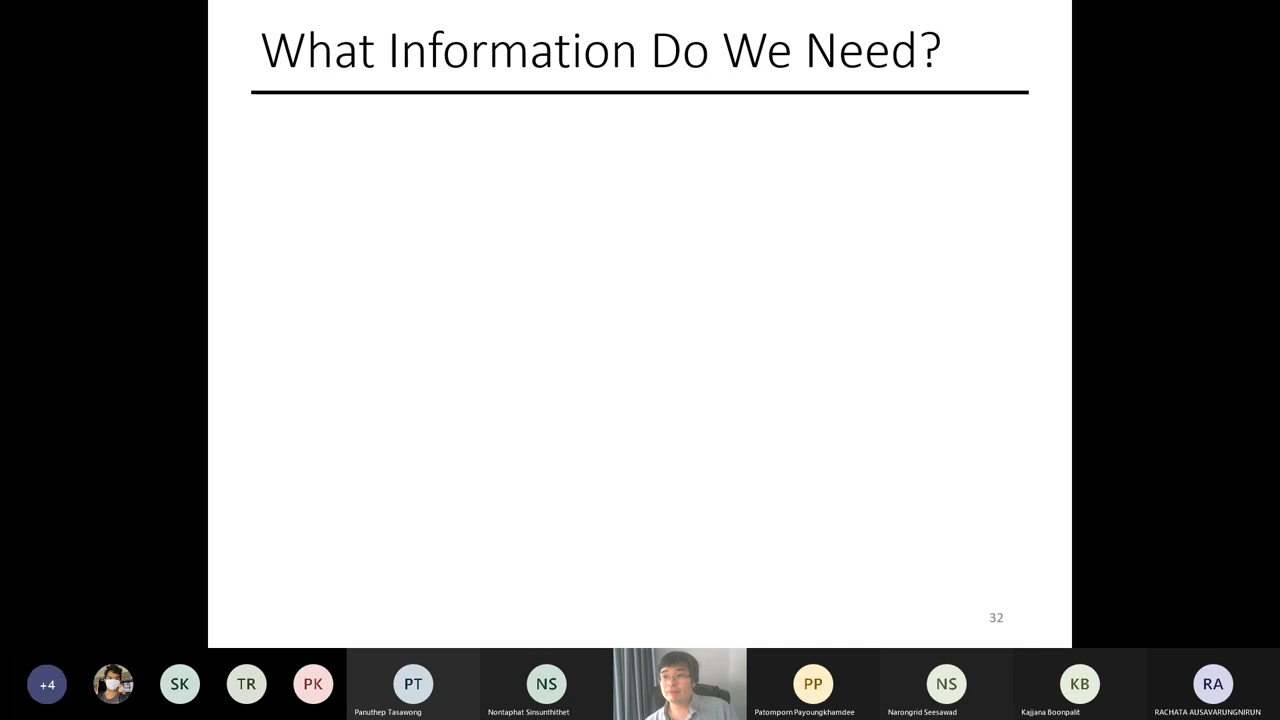 What Information Do We Need?
32
+4
SK
TR
PK
PT
NS
PP
NS
KB
RA
Panuthep Tasawong
Nontaphat Sinsunthithet
Patomporn Payoungkhamdee
Narongrid Seesawad
Kajjana Boonpalit
RACHATA AUSAVARUNGNIRUN